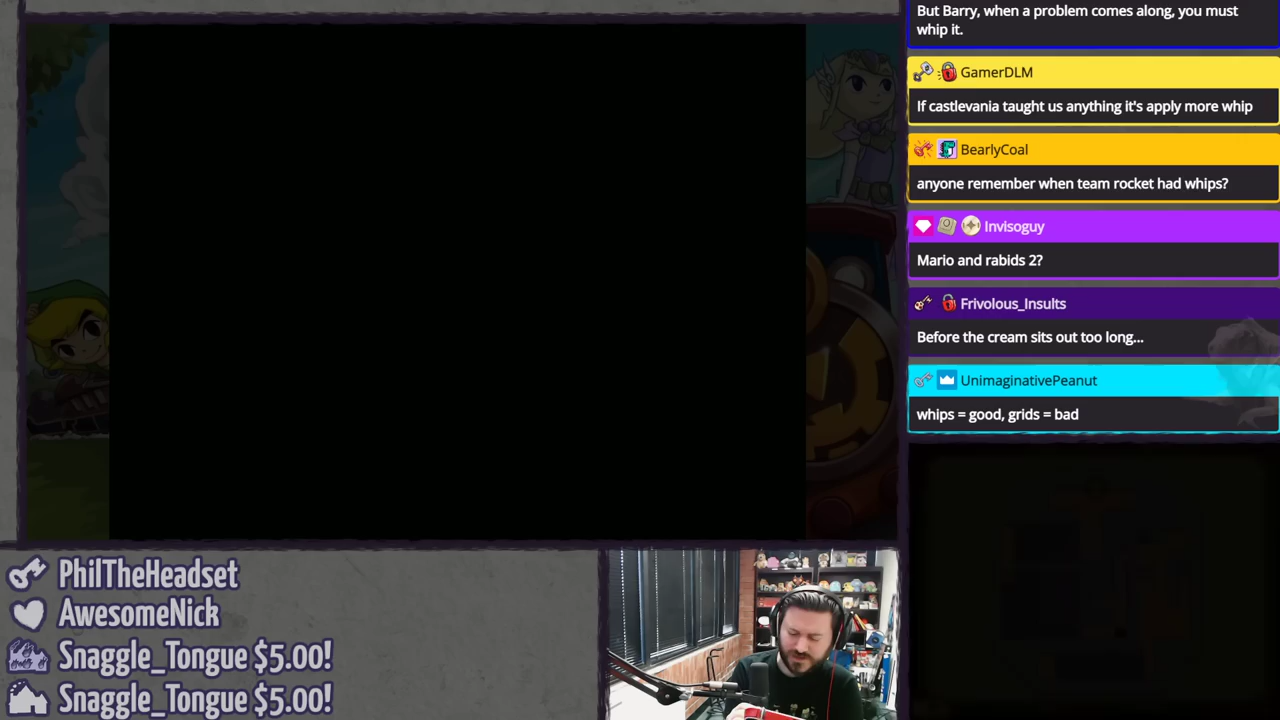 But Barry, when a problem comes along, you must
whip it.
GamerDLM
If castlevania taught us anything it's apply more whip
BearlyCoal
anyone remember when team rocket had whips?
Invisoguy
Mario and rabids 2?
Frivolous_Insults
Before the cream sits out too long...
UnimaginativePeanut
whips = good, grids = bad
PhilTheHeadset
AwesomeNick
Snaggle_Tongue $5.00!
Snaggle_Tongue $5.00!